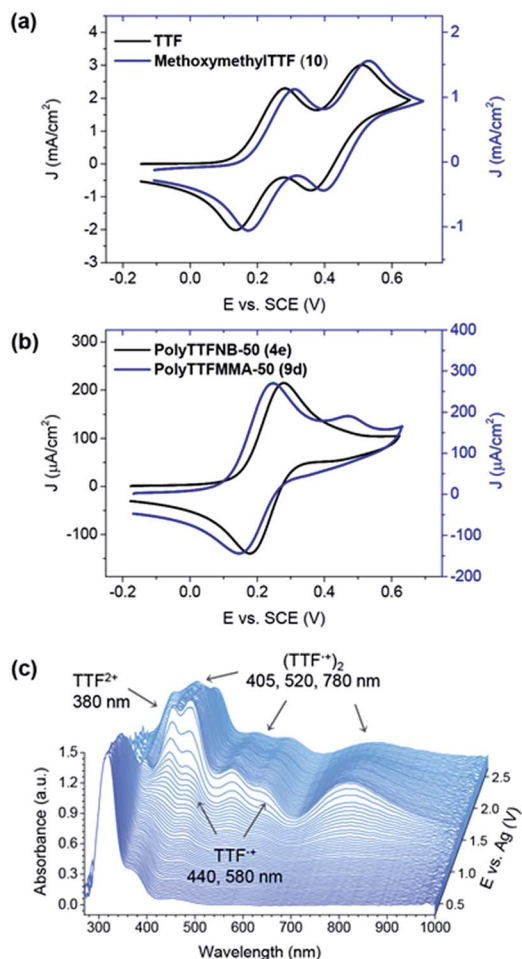 (a)
TTF
MethoxymethylTTF (10)
J (mA/cm²)
4
3
2
1
0
-1
-2
-3
J (mA/cm²)
2
1
0
-1
-0.2 0.0 0.2 0.4 0.6
E vs. SCE (V)
(b)
PolyTTFNB-50 (4e)
PolyTTFMMA-50 (9d)
J (µA/cm²)
300
200
100
0
-100
J (µA/cm²)
400
300
200
100
0
-100
-200
-0.2 0.0 0.2 0.4 0.6
E vs. SCE (V)
(c)
(TTF·+)₂
405, 520, 780 nm
TTF²⁺
380 nm
TTF·+
440, 580 nm
Absorbance (a.u.)
1.5
1.2
0.9
0.6
0.3
0.0
E vs. Ag (V)
2.5
2.0
1.5
1.0
0.5
300 400 500 600 700 800 900 1000
Wavelength (nm)